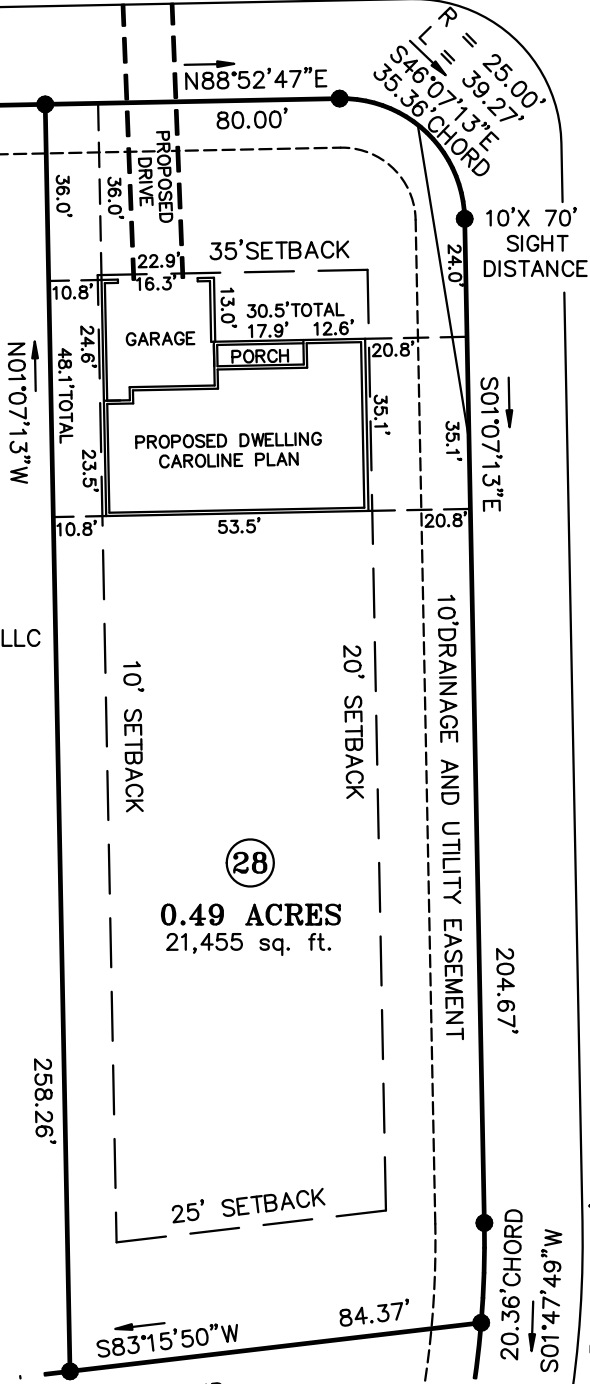 R = 25.00'
L = 39.27'
S46°07'13"E
35.36'CHORD
N88°52'47"E
80.00'
36.0'
36.0'
PROPOSED
DRIVE
10'X 70'
SIGHT
DISTANCE
24.0'
35'SETBACK
22.9'
16.3'
10.8'
13.0'
30.5'TOTAL
17.9'
12.6'
20.8'
GARAGE
PORCH
24.6'
48.1'TOTAL
23.5'
N01°07'13"W
S01°07'13"E
35.1'
35.1'
PROPOSED DWELLING
CAROLINE PLAN
10.8'
53.5'
20.8'
LLC
10' SETBACK
20' SETBACK
10'DRAINAGE AND UTILITY EASEMENT
28
0.49 ACRES
21,455 sq. ft.
204.67'
258.26'
25' SETBACK
84.37'
S83°15'50"W
20.36'CHORD
S01°47'49"W